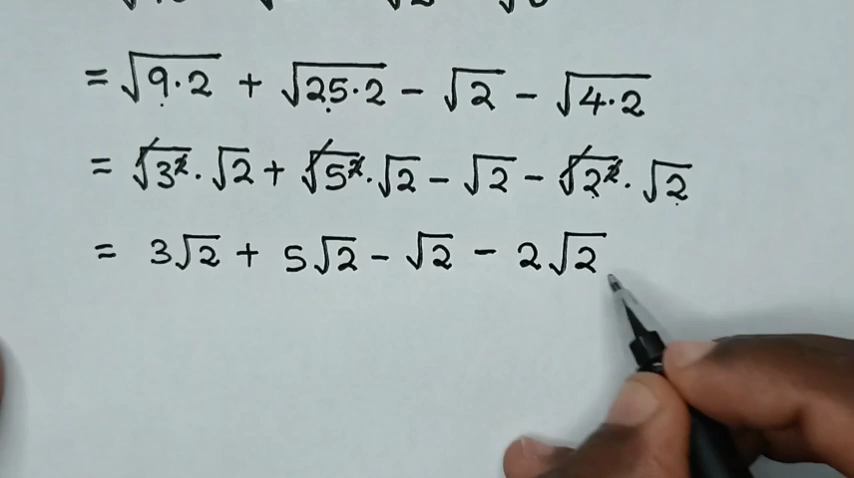 = √9·2 + √25·2 − √2 − √4·2
= √3²·√2 + √5²·√2 − √2 − √2²·√2
= 3√2 + 5√2 − √2 − 2√2